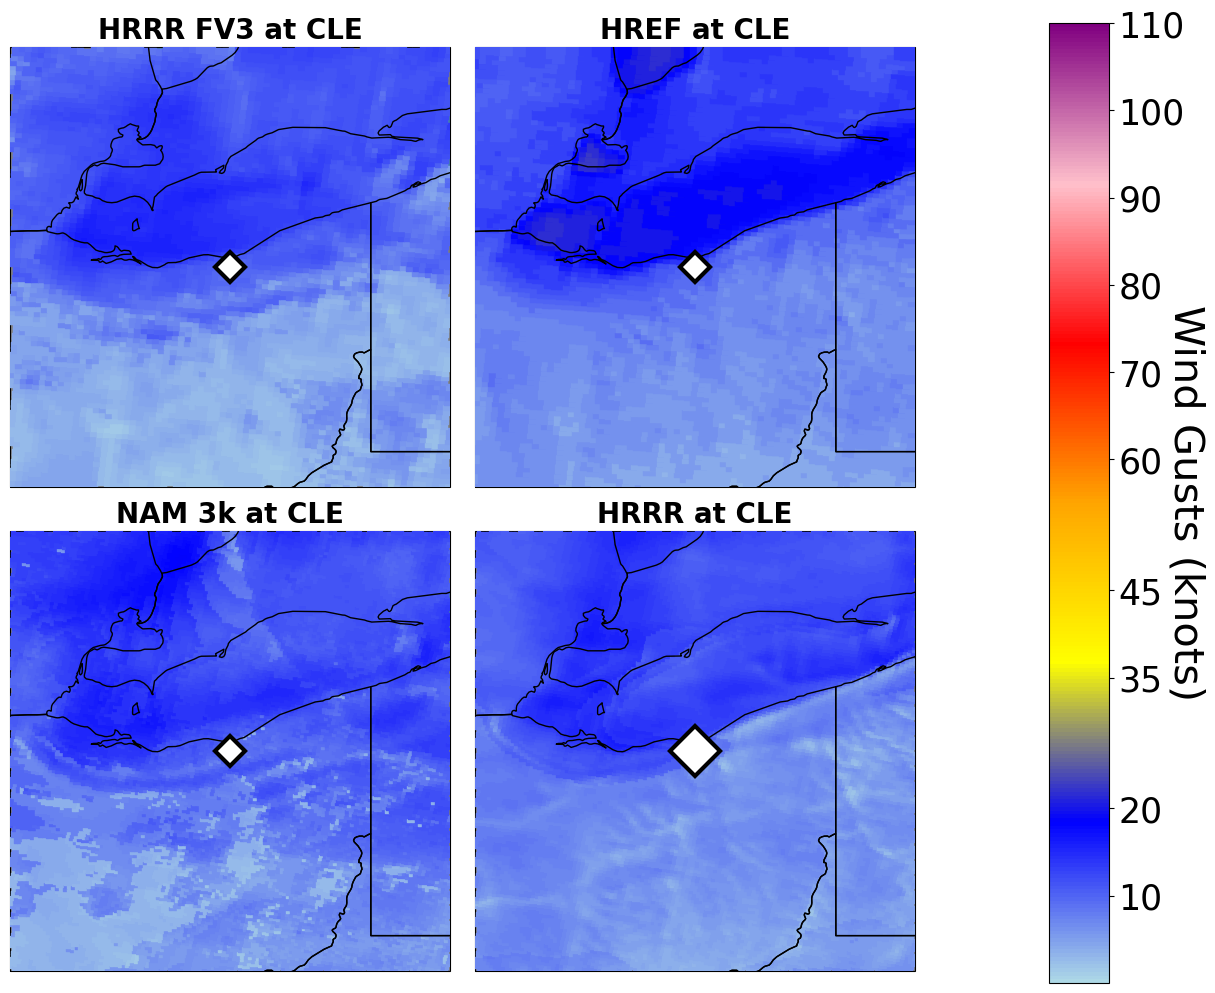 HRRR FV3 at CLE
HREF at CLE
NAM 3k at CLE
HRRR at CLE
110
100
90
80
70
60
45
35
20
10
Wind Gusts (knots)